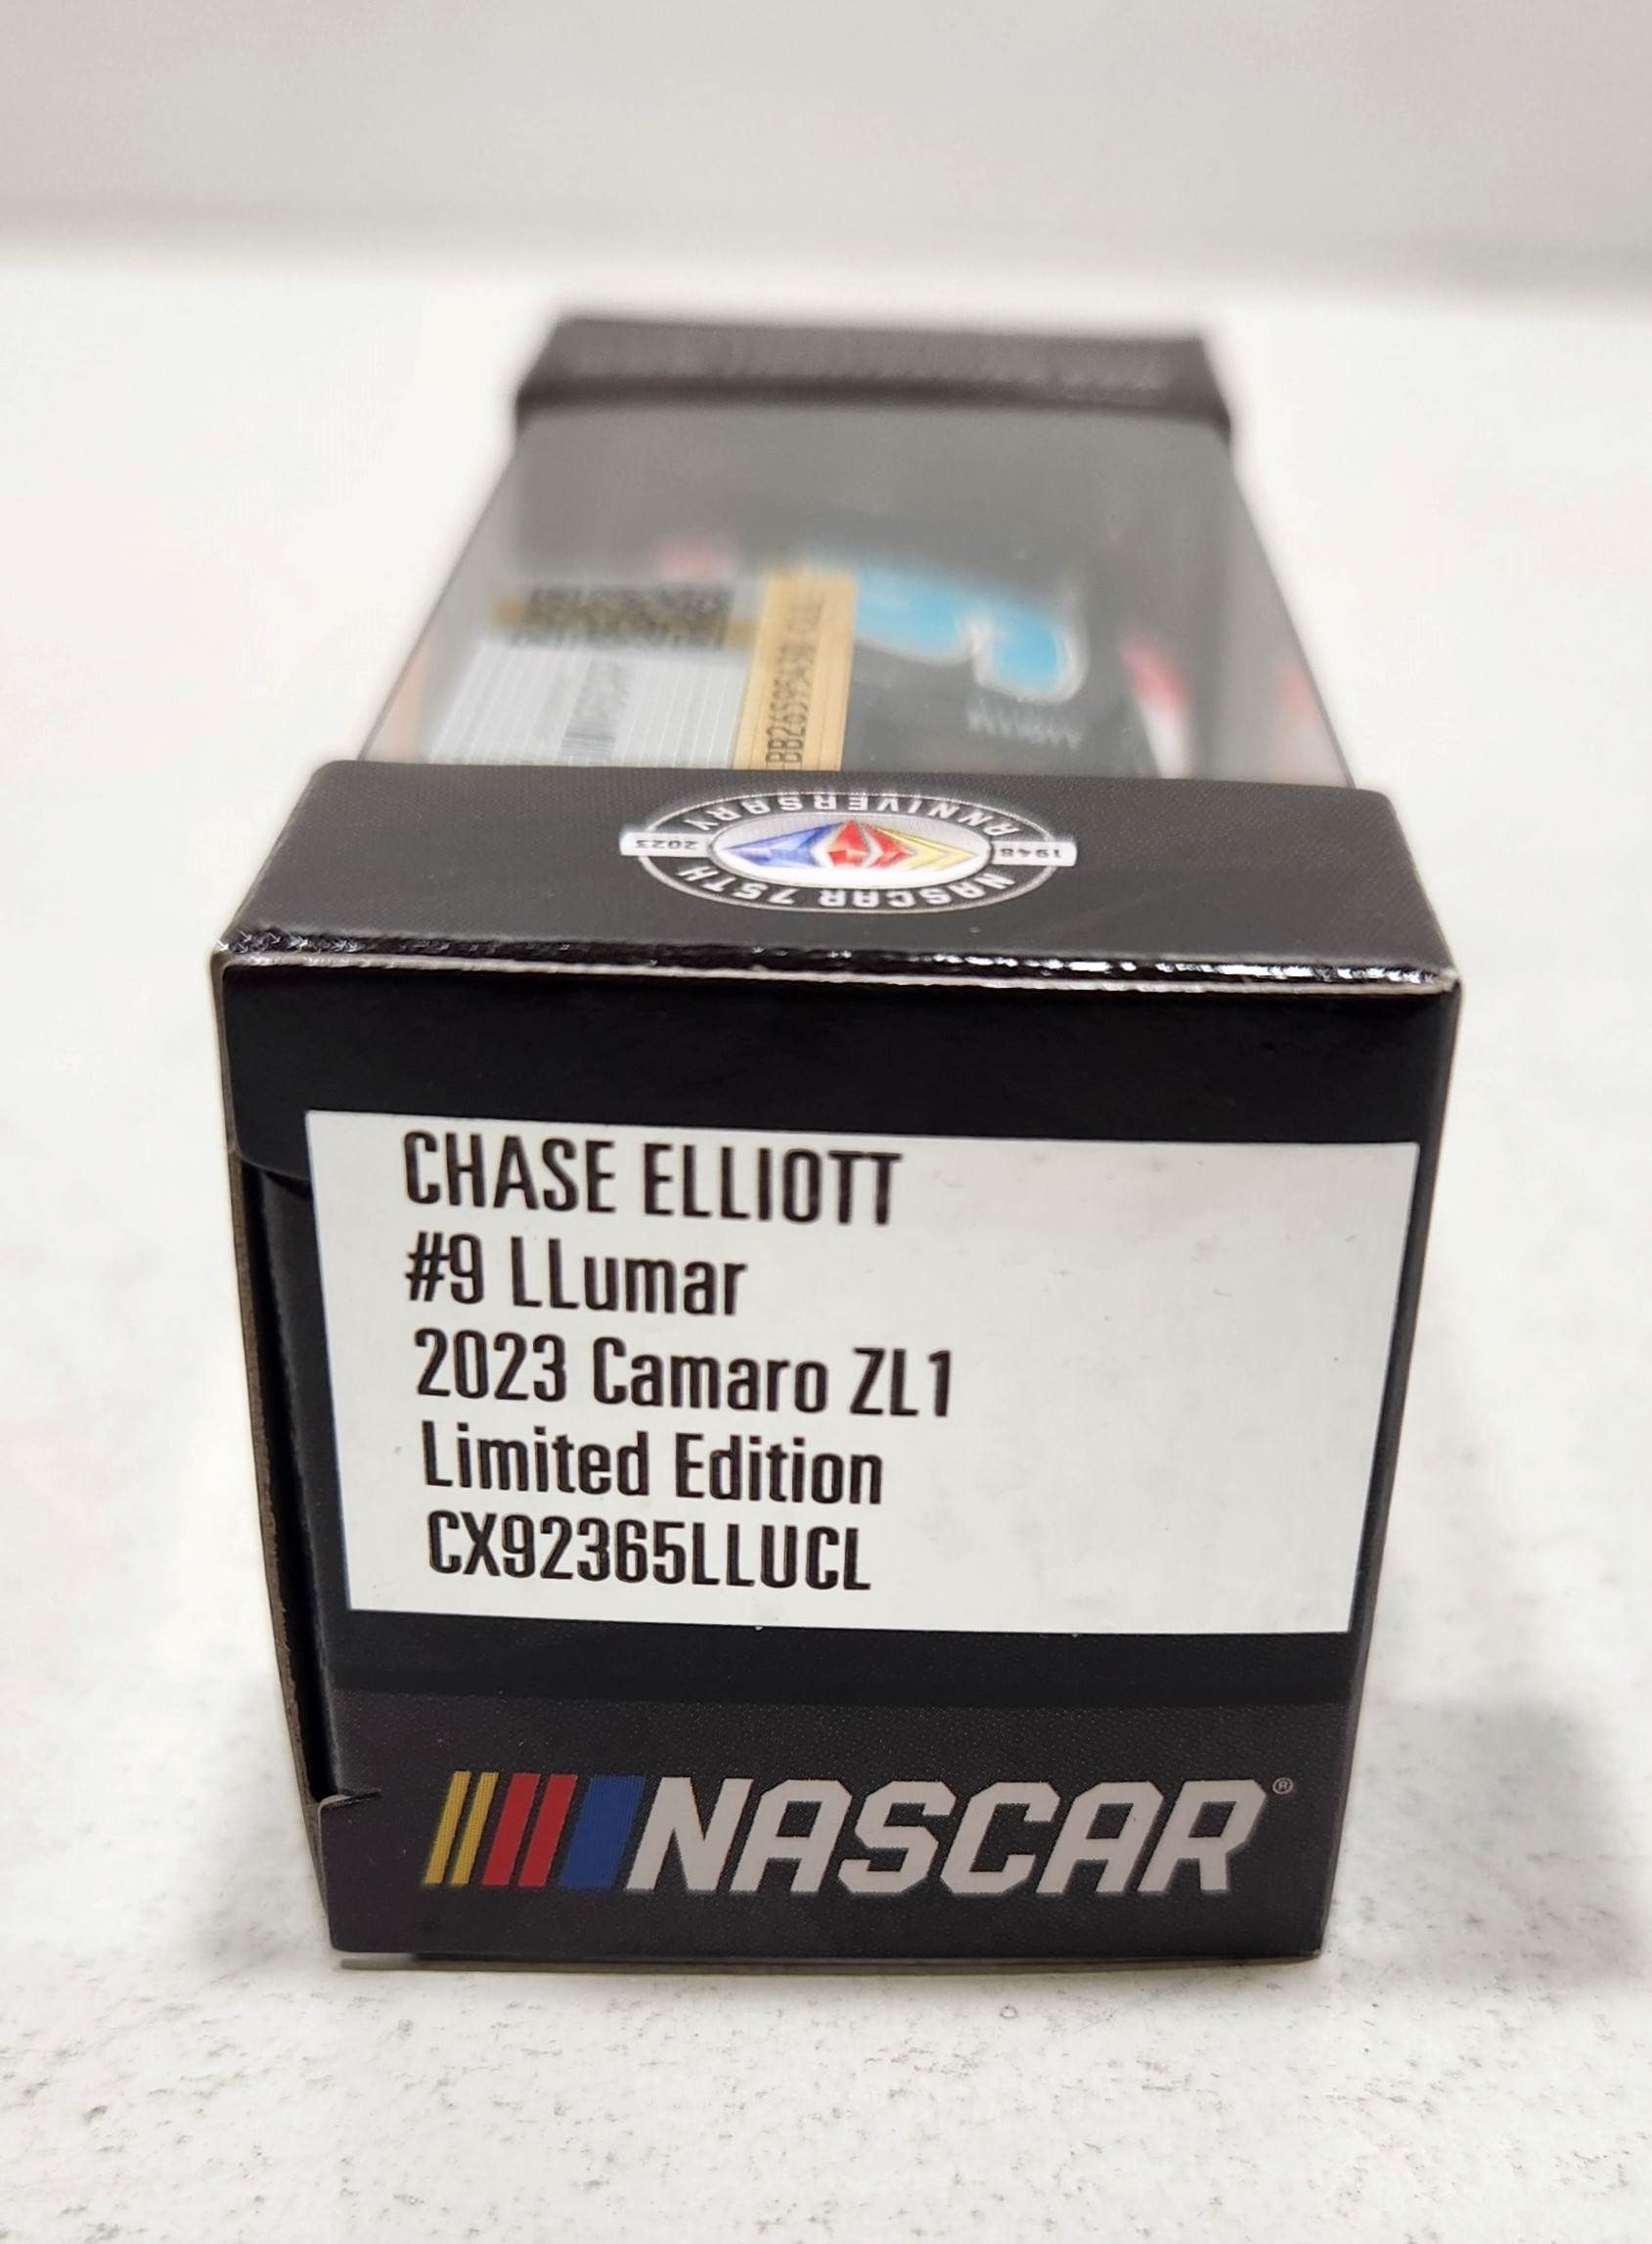 NASCAR 75TH ANNIVERSARY
1948 2023
CHASE ELLIOTT
#9 LLumar
2023 Camaro ZL1
Limited Edition
CX92365LLUCL
NASCAR®